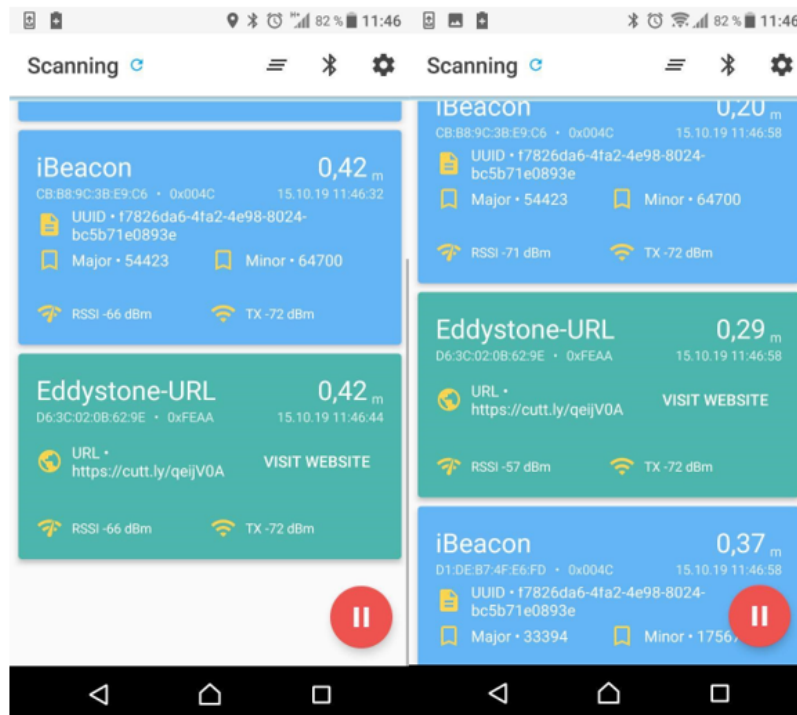 82 % 11:46
Scanning
iBeacon 0,42 m
CB:B8:9C:3B:E9:C6 • 0x004C 15.10.19 11:46:32
UUID • f7826da6-4fa2-4e98-8024-
bc5b71e0893e
Major • 54423 Minor • 64700
RSSI -66 dBm TX -72 dBm
Eddystone-URL 0,42 m
D6:3C:02:0B:62:9E • 0xFEAA 15.10.19 11:46:44
URL •
https://cutt.ly/qeijV0A VISIT WEBSITE
RSSI -66 dBm TX -72 dBm
82 % 11:46
Scanning
iBeacon 0,20 m
CB:B8:9C:3B:E9:C6 • 0x004C 15.10.19 11:46:58
UUID • f7826da6-4fa2-4e98-8024-
bc5b71e0893e
Major • 54423 Minor • 64700
RSSI -71 dBm TX -72 dBm
Eddystone-URL 0,29 m
D6:3C:02:0B:62:9E • 0xFEAA 15.10.19 11:46:58
URL •
https://cutt.ly/qeijV0A VISIT WEBSITE
RSSI -57 dBm TX -72 dBm
iBeacon 0,37 m
D1:DE:B7:4F:E6:FD • 0x004C 15.10.19 11:46:58
UUID • f7826da6-4fa2-4e98-8024-
bc5b71e0893e
Major • 33394 Minor • 1756